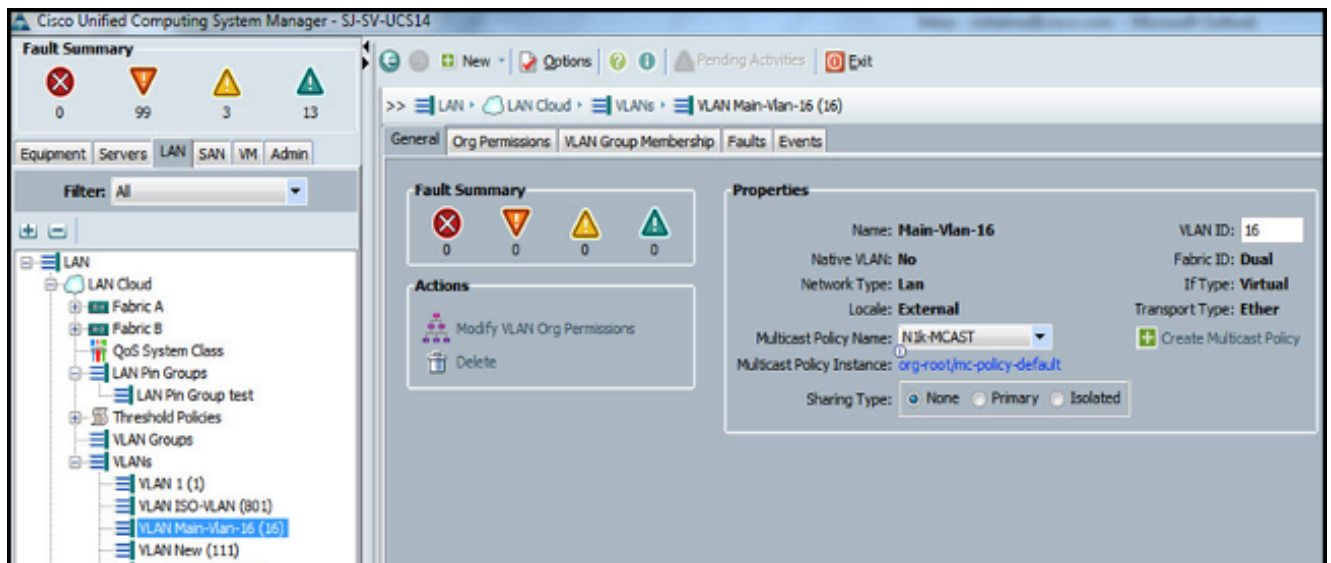 Cisco Unified Computing System Manager - SJ-SV-UCS14
Fault Summary
0 99 3 13
New Options Pending Activities Exit
>> LAN LAN Cloud VLANs VLAN Main-Vlan-16 (16)
Equipment Servers LAN SAN VM Admin
Filter: All
LAN
LAN Cloud
Fabric A
Fabric B
QoS System Class
LAN Pin Groups
LAN Pin Group test
Threshold Policies
VLAN Groups
VLANs
VLAN 1 (1)
VLAN ISO-VLAN (801)
VLAN Main-Vlan-16 (16)
VLAN New (111)
General Org Permissions VLAN Group Membership Faults Events
Fault Summary
0 0 0 0
Actions
Modify VLAN Org Permissions
Delete
Properties
Name: Main-Vlan-16 VLAN ID: 16
Native VLAN: No Fabric ID: Dual
Network Type: Lan If Type: Virtual
Locale: External Transport Type: Ether
Multicast Policy Name: N1k-MCAST Create Multicast Policy
Multicast Policy Instance: org-root/mc-policy-default
Sharing Type: None Primary Isolated